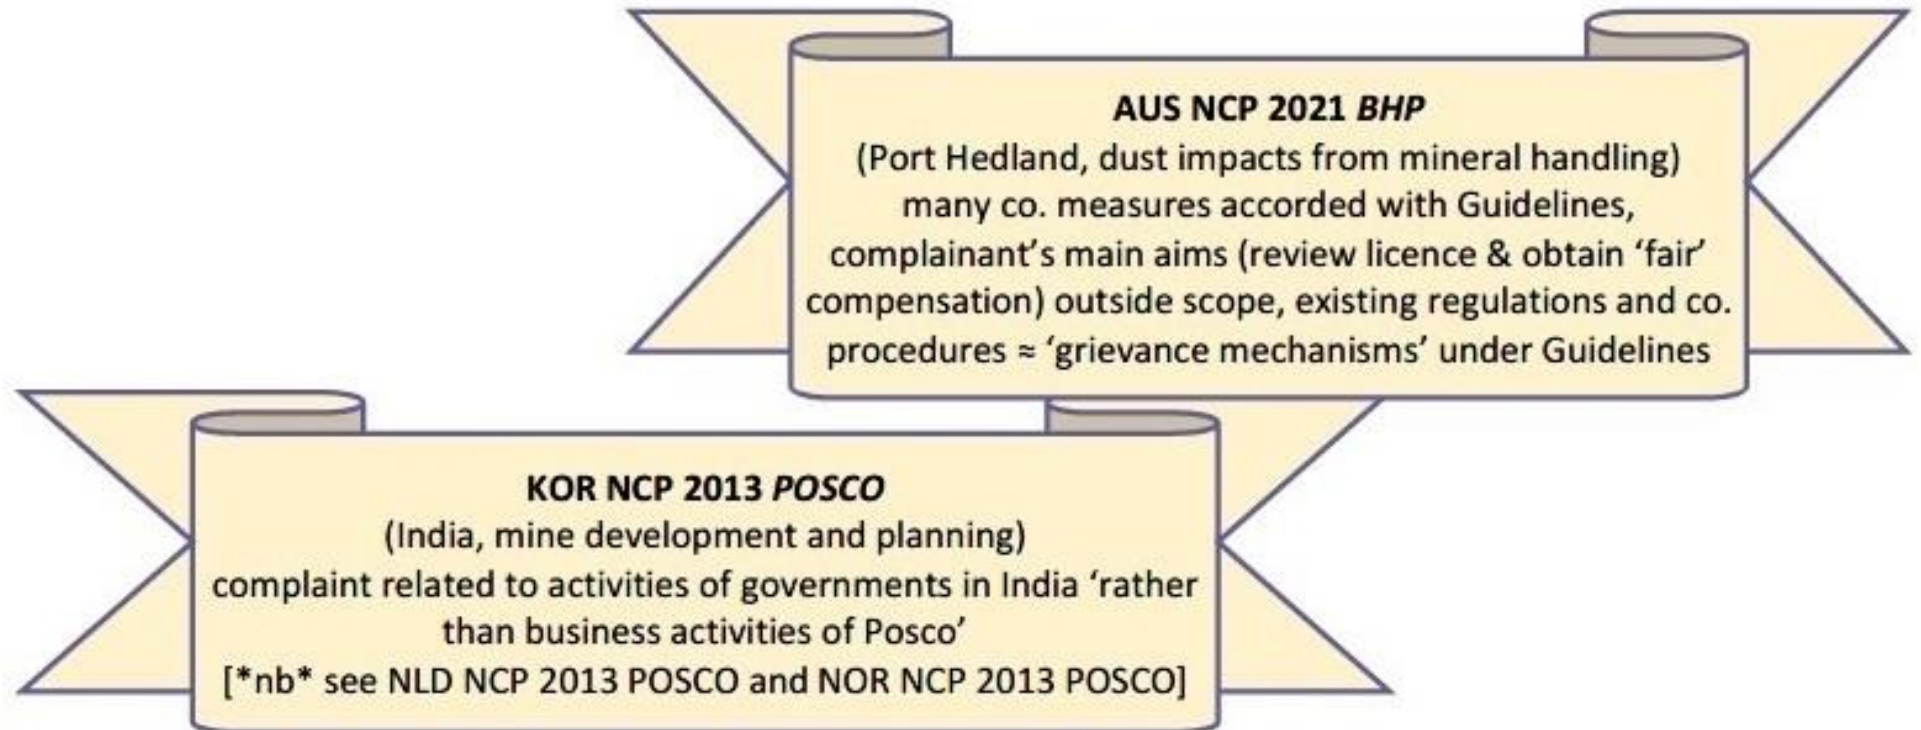 AUS NCP 2021 BHP
(Port Hedland, dust impacts from mineral handling)
many co. measures accorded with Guidelines,
complainant’s main aims (review licence & obtain ‘fair’
compensation) outside scope, existing regulations and co.
procedures ≈ ‘grievance mechanisms’ under Guidelines
KOR NCP 2013 POSCO
(India, mine development and planning)
complaint related to activities of governments in India ‘rather
than business activities of Posco’
[*nb* see NLD NCP 2013 POSCO and NOR NCP 2013 POSCO]